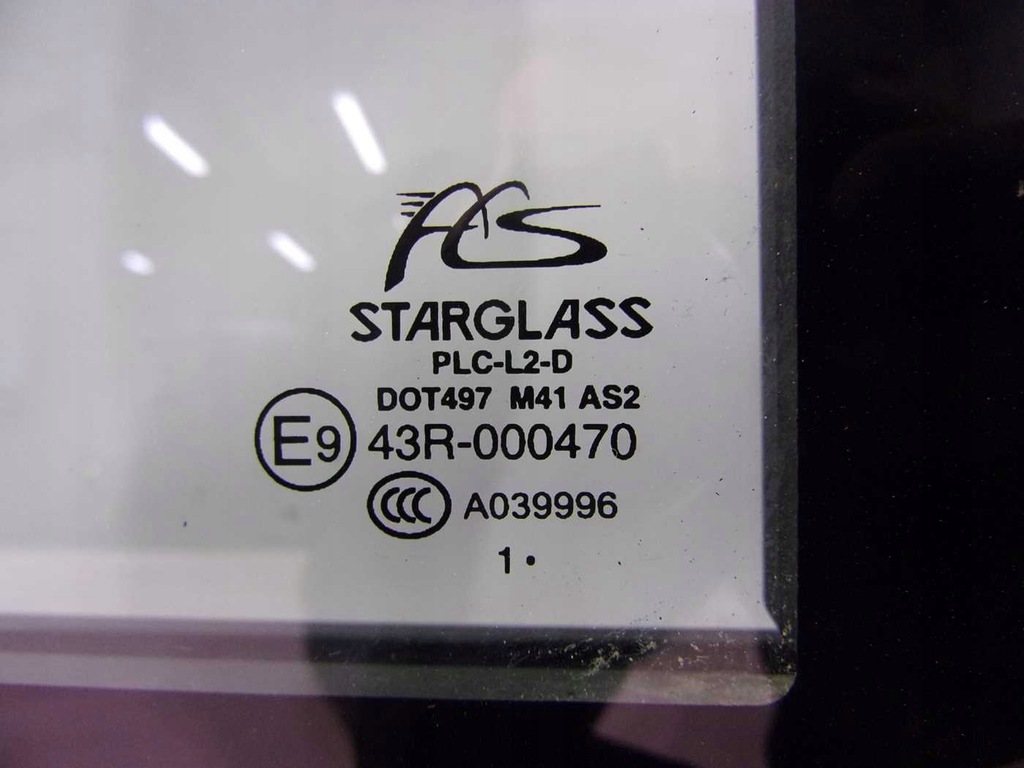 ACS
STARGLASS
PLC-L2-D
DOT497 M41 AS2
E9 43R-000470
CCC A039996
1 •